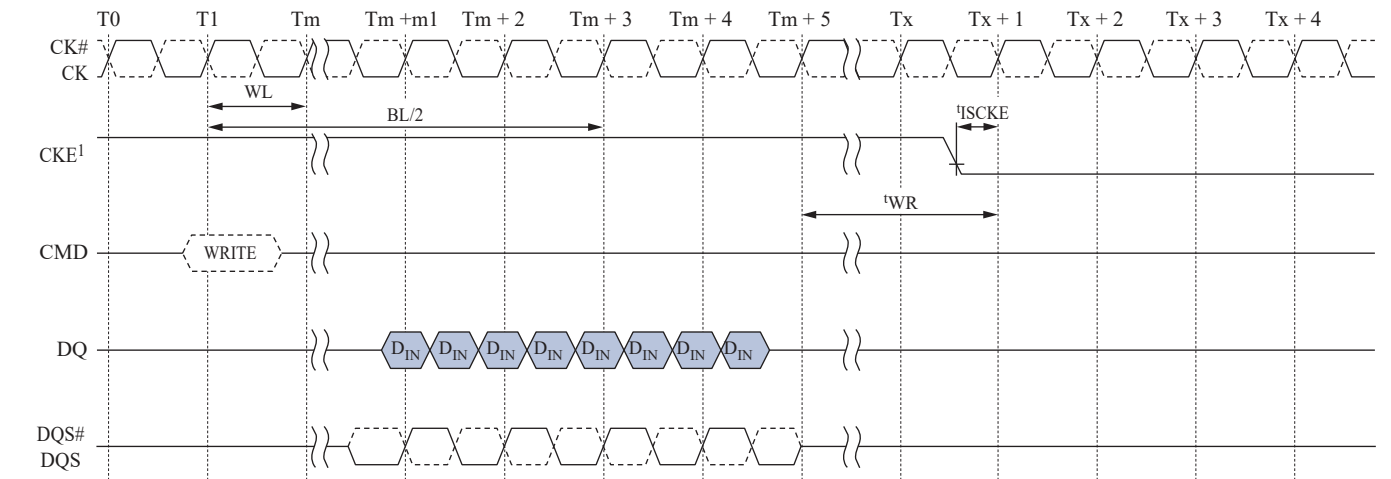 T0 T1 Tm Tm +m1 Tm + 2 Tm + 3 Tm + 4 Tm + 5 Tx Tx + 1 Tx + 2 Tx + 3 Tx + 4
CK#
CK
WL
BL/2
tISCKE
CKE1
tWR
CMD WRITE
DQ DIN DIN DIN DIN DIN DIN DIN DIN
DQS#
DQS